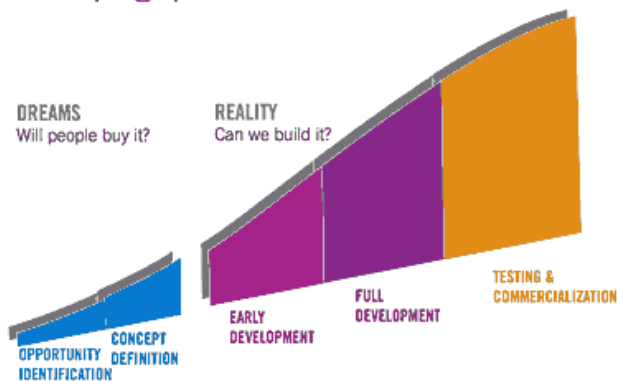 DREAMS
Will people buy it?
REALITY
Can we build it?
OPPORTUNITY
IDENTIFICATION
CONCEPT
DEFINITION
EARLY
DEVELOPMENT
FULL
DEVELOPMENT
TESTING &
COMMERCIALIZATION